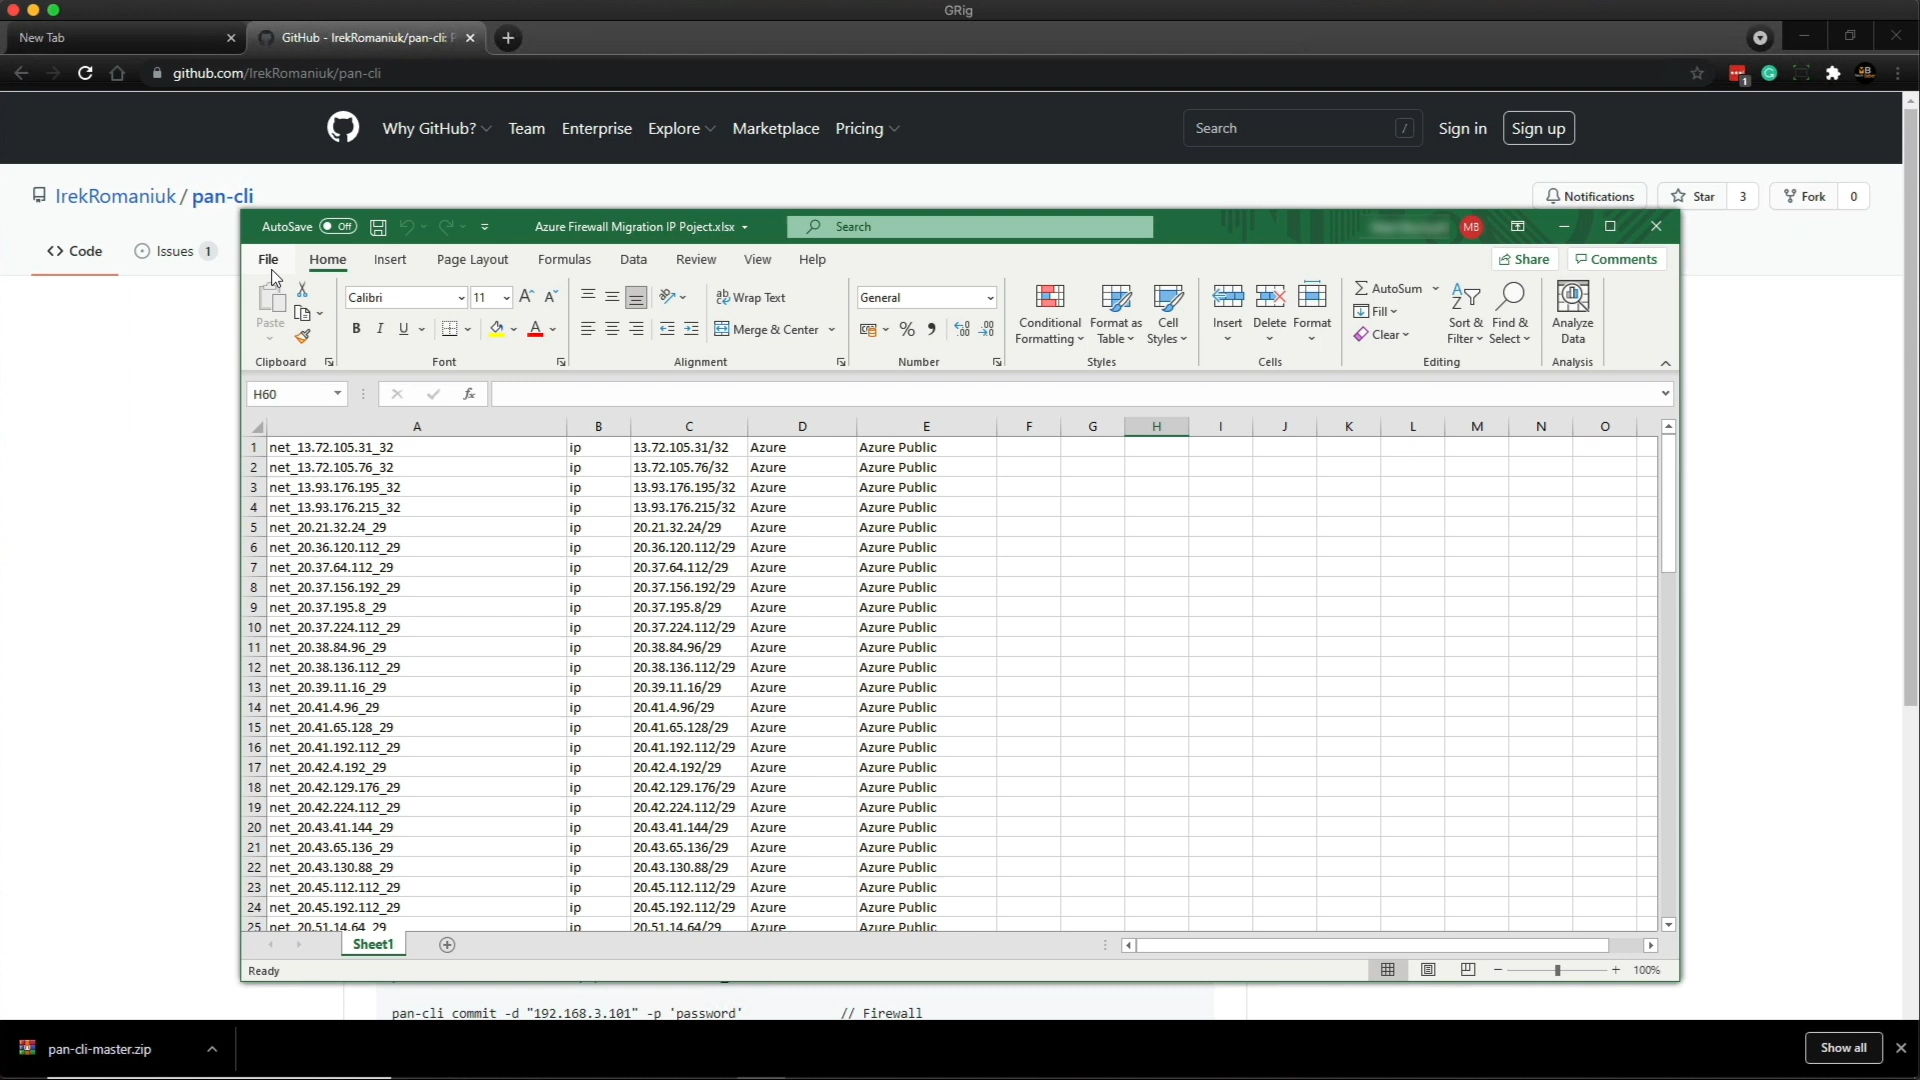 GRig
New Tab
GitHub - IrekRomaniuk/pan-cli: P
github.com/IrekRomaniuk/pan-cli
1
Why GitHub? Team Enterprise Explore Marketplace Pricing
Search /
Sign in
Sign up
IrekRomaniuk / pan-cli
Notifications
Star 3
Fork 0
Code
Issues 1
AutoSave Off
Azure Firewall Migration IP Poject.xlsx
Search
MB
File Home Insert Page Layout Formulas Data Review View Help
Share Comments
Paste
Clipboard
Calibri 11
B I U
Font
Wrap Text
Merge & Center
Alignment
General
Number
Conditional Formatting
Format as Table
Cell Styles
Styles
Insert Delete Format
Cells
AutoSum
Fill
Clear
Sort & Filter
Find & Select
Editing
Analyze Data
Analysis
H60
fx
A B C D E F G H I J K L M N O
1 net_13.72.105.31_32 ip 13.72.105.31/32 Azure Azure Public
2 net_13.72.105.76_32 ip 13.72.105.76/32 Azure Azure Public
3 net_13.93.176.195_32 ip 13.93.176.195/32 Azure Azure Public
4 net_13.93.176.215_32 ip 13.93.176.215/32 Azure Azure Public
5 net_20.21.32.24_29 ip 20.21.32.24/29 Azure Azure Public
6 net_20.36.120.112_29 ip 20.36.120.112/29 Azure Azure Public
7 net_20.37.64.112_29 ip 20.37.64.112/29 Azure Azure Public
8 net_20.37.156.192_29 ip 20.37.156.192/29 Azure Azure Public
9 net_20.37.195.8_29 ip 20.37.195.8/29 Azure Azure Public
10 net_20.37.224.112_29 ip 20.37.224.112/29 Azure Azure Public
11 net_20.38.84.96_29 ip 20.38.84.96/29 Azure Azure Public
12 net_20.38.136.112_29 ip 20.38.136.112/29 Azure Azure Public
13 net_20.39.11.16_29 ip 20.39.11.16/29 Azure Azure Public
14 net_20.41.4.96_29 ip 20.41.4.96/29 Azure Azure Public
15 net_20.41.65.128_29 ip 20.41.65.128/29 Azure Azure Public
16 net_20.41.192.112_29 ip 20.41.192.112/29 Azure Azure Public
17 net_20.42.4.192_29 ip 20.42.4.192/29 Azure Azure Public
18 net_20.42.129.176_29 ip 20.42.129.176/29 Azure Azure Public
19 net_20.42.224.112_29 ip 20.42.224.112/29 Azure Azure Public
20 net_20.43.41.144_29 ip 20.43.41.144/29 Azure Azure Public
21 net_20.43.65.136_29 ip 20.43.65.136/29 Azure Azure Public
22 net_20.43.130.88_29 ip 20.43.130.88/29 Azure Azure Public
23 net_20.45.112.112_29 ip 20.45.112.112/29 Azure Azure Public
24 net_20.45.192.112_29 ip 20.45.192.112/29 Azure Azure Public
25 net_20.51.14.64_29 ip 20.51.14.64/29 Azure Azure Public
Sheet1
Ready
100%
pan-cli commit -d "192.168.3.101" -p 'password' // Firewall
pan-cli-master.zip
Show all